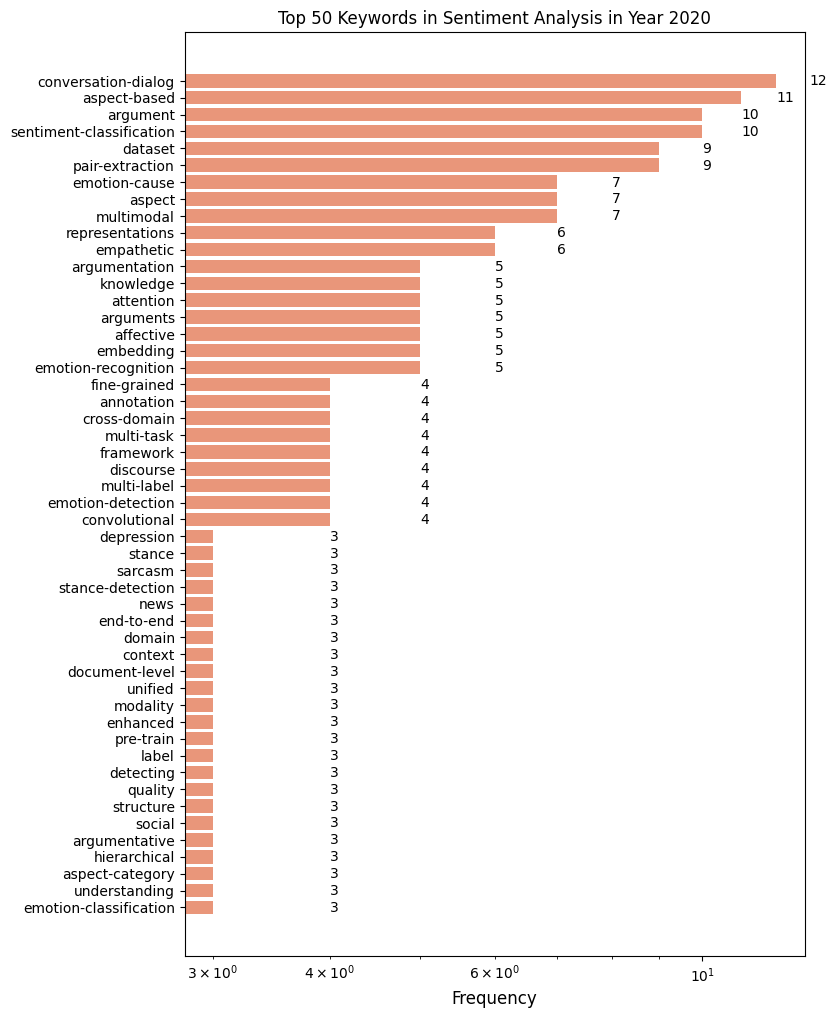 Top 50 Keywords in Sentiment Analysis in Year 2020
conversation-dialog 12
aspect-based 11
argument 10
sentiment-classification 10
dataset 9
pair-extraction 9
emotion-cause 7
aspect 7
multimodal 7
representations 6
empathetic 6
argumentation 5
knowledge 5
attention 5
arguments 5
affective 5
embedding 5
emotion-recognition 5
fine-grained 4
annotation 4
cross-domain 4
multi-task 4
framework 4
discourse 4
multi-label 4
emotion-detection 4
convolutional 4
depression 3
stance 3
sarcasm 3
stance-detection 3
news 3
end-to-end 3
domain 3
context 3
document-level 3
unified 3
modality 3
enhanced 3
pre-train 3
label 3
detecting 3
quality 3
structure 3
social 3
argumentative 3
hierarchical 3
aspect-category 3
understanding 3
emotion-classification 3
3 × 10⁰ 4 × 10⁰ 6 × 10⁰ 10¹
Frequency